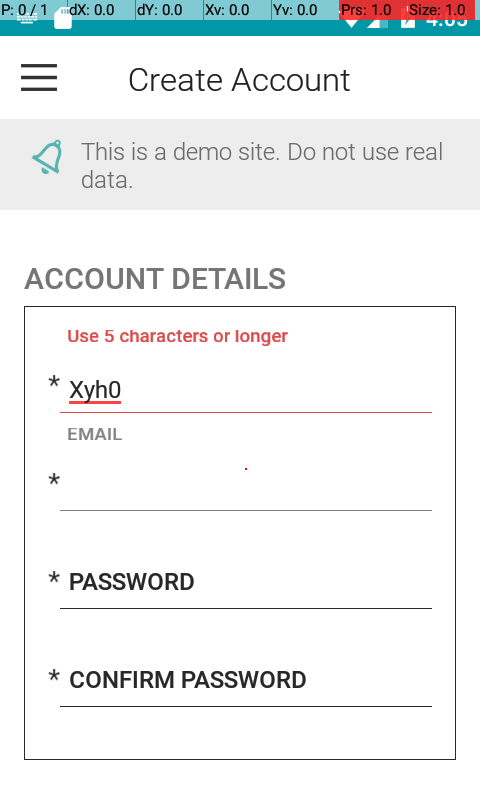 P: 0 / 1 dX: 0.0 dY: 0.0 Xv: 0.0 Yv: 0.0 Prs: 1.0 Size: 1.0
Create Account
This is a demo site. Do not use real
data.
ACCOUNT DETAILS
Use 5 characters or longer
* Xyh0
EMAIL
*
* PASSWORD
* CONFIRM PASSWORD